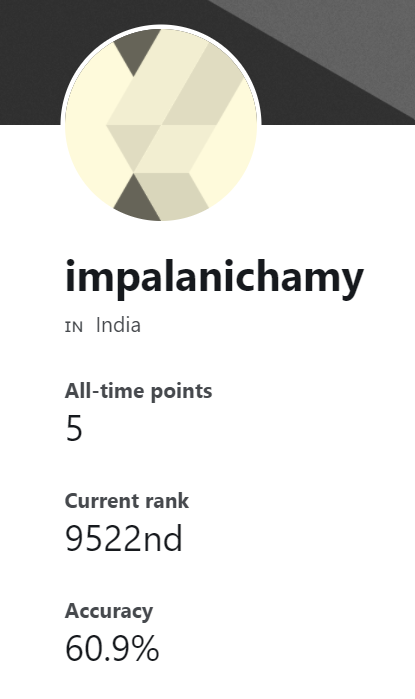 impalanichamy
IN India
All-time points
5
Current rank
9522nd
Accuracy
60.9%